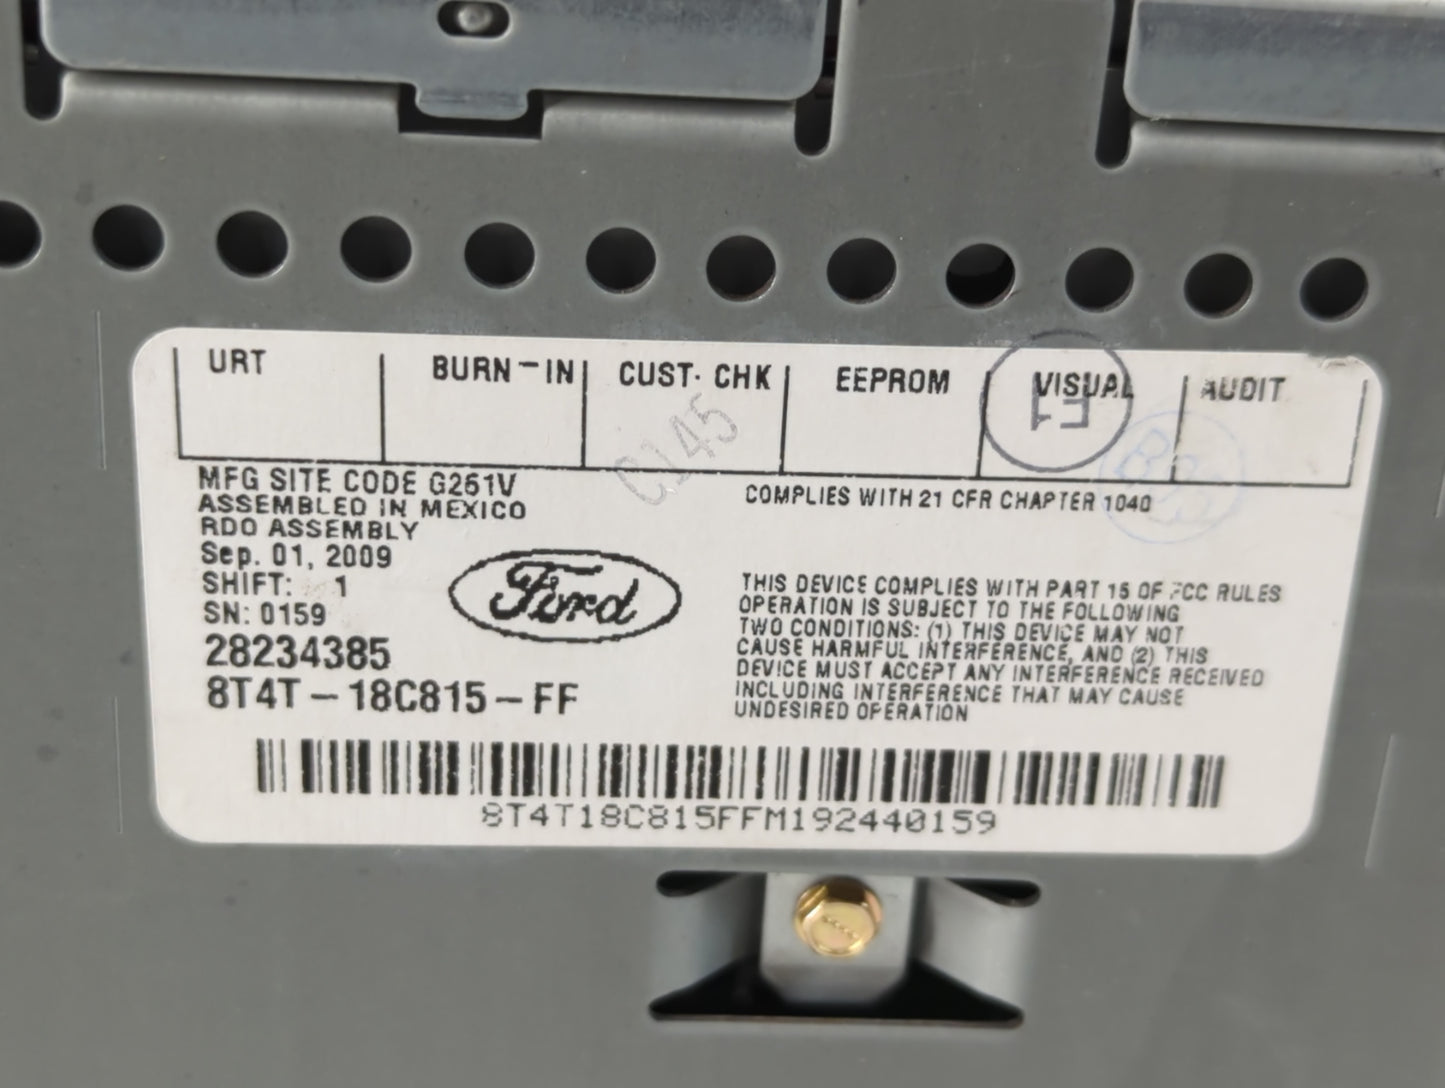 URT BURN-IN CUST. CHK EEPROM VISUAL AUDIT
C145
E1
MFG SITE CODE G261V
ASSEMBLED IN MEXICO
RDO ASSEMBLY
Sep. 01, 2009
SHIFT: 1
SN: 0159
28234385
8T4T-18C815-FF
Ford
COMPLIES WITH 21 CFR CHAPTER 1040
THIS DEVICE COMPLIES WITH PART 15 OF FCC RULES
OPERATION IS SUBJECT TO THE FOLLOWING
TWO CONDITIONS: (1) THIS DEVICE MAY NOT
CAUSE HARMFUL INTERFERENCE, AND (2) THIS
DEVICE MUST ACCEPT ANY INTERFERENCE RECEIVED
INCLUDING INTERFERENCE THAT MAY CAUSE
UNDESIRED OPERATION
8T4T18C815FFM192440159